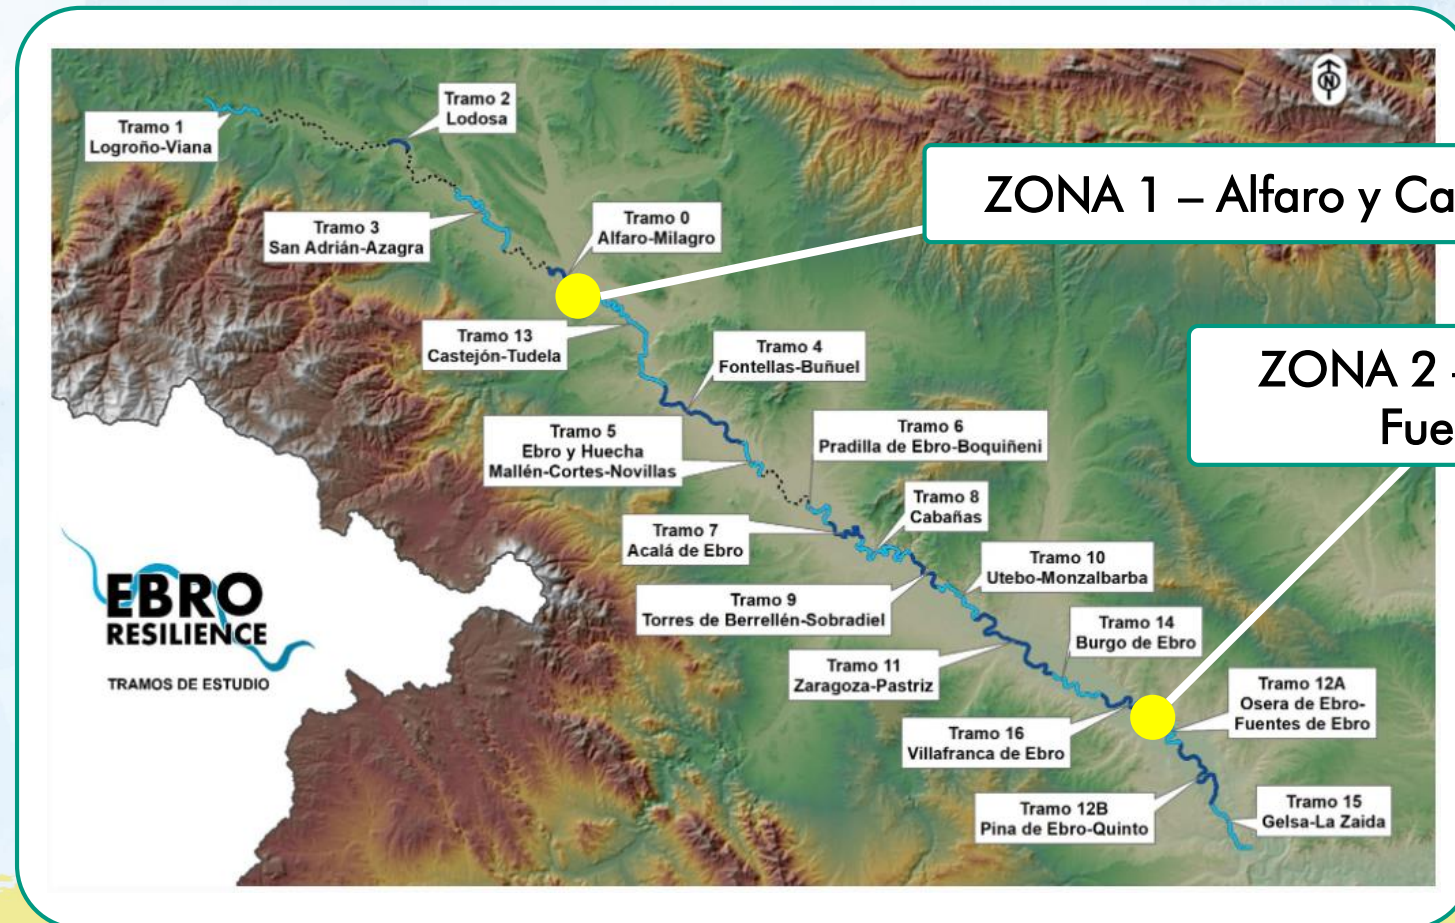 Tramo 1
Logroño-Viana
Tramo 2
Lodosa
Tramo 3
San Adrián-Azagra
Tramo 0
Alfaro-Milagro
N
ZONA 1 – Alfaro y Ca
Tramo 13
Castejón-Tudela
Tramo 4
Fontellas-Buñuel
ZONA 2 -
Fue
Tramo 5
Ebro y Huecha
Mallén-Cortes-Novillas
Tramo 6
Pradilla de Ebro-Boquiñeni
Tramo 8
Cabañas
Tramo 7
Acalá de Ebro
Tramo 10
Utebo-Monzalbarba
Tramo 9
Torres de Berrellén-Sobradiel
Tramo 14
Burgo de Ebro
Tramo 11
Zaragoza-Pastriz
Tramo 12A
Osera de Ebro-
Fuentes de Ebro
Tramo 16
Villafranca de Ebro
Tramo 12B
Pina de Ebro-Quinto
Tramo 15
Gelsa-La Zaida
EBRO
RESILIENCE
TRAMOS DE ESTUDIO